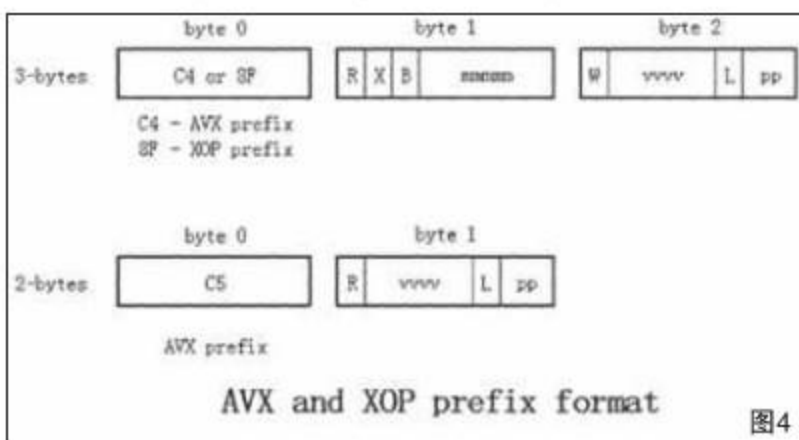 byte 0 byte 1 byte 2
3-bytes C4 or 8F R X B mmmmm W vvvv L pp
C4 - AVX prefix
8F - XOP prefix
byte 0 byte 1
2-bytes C5 R vvvv L pp
AVX prefix
AVX and XOP prefix format
图4